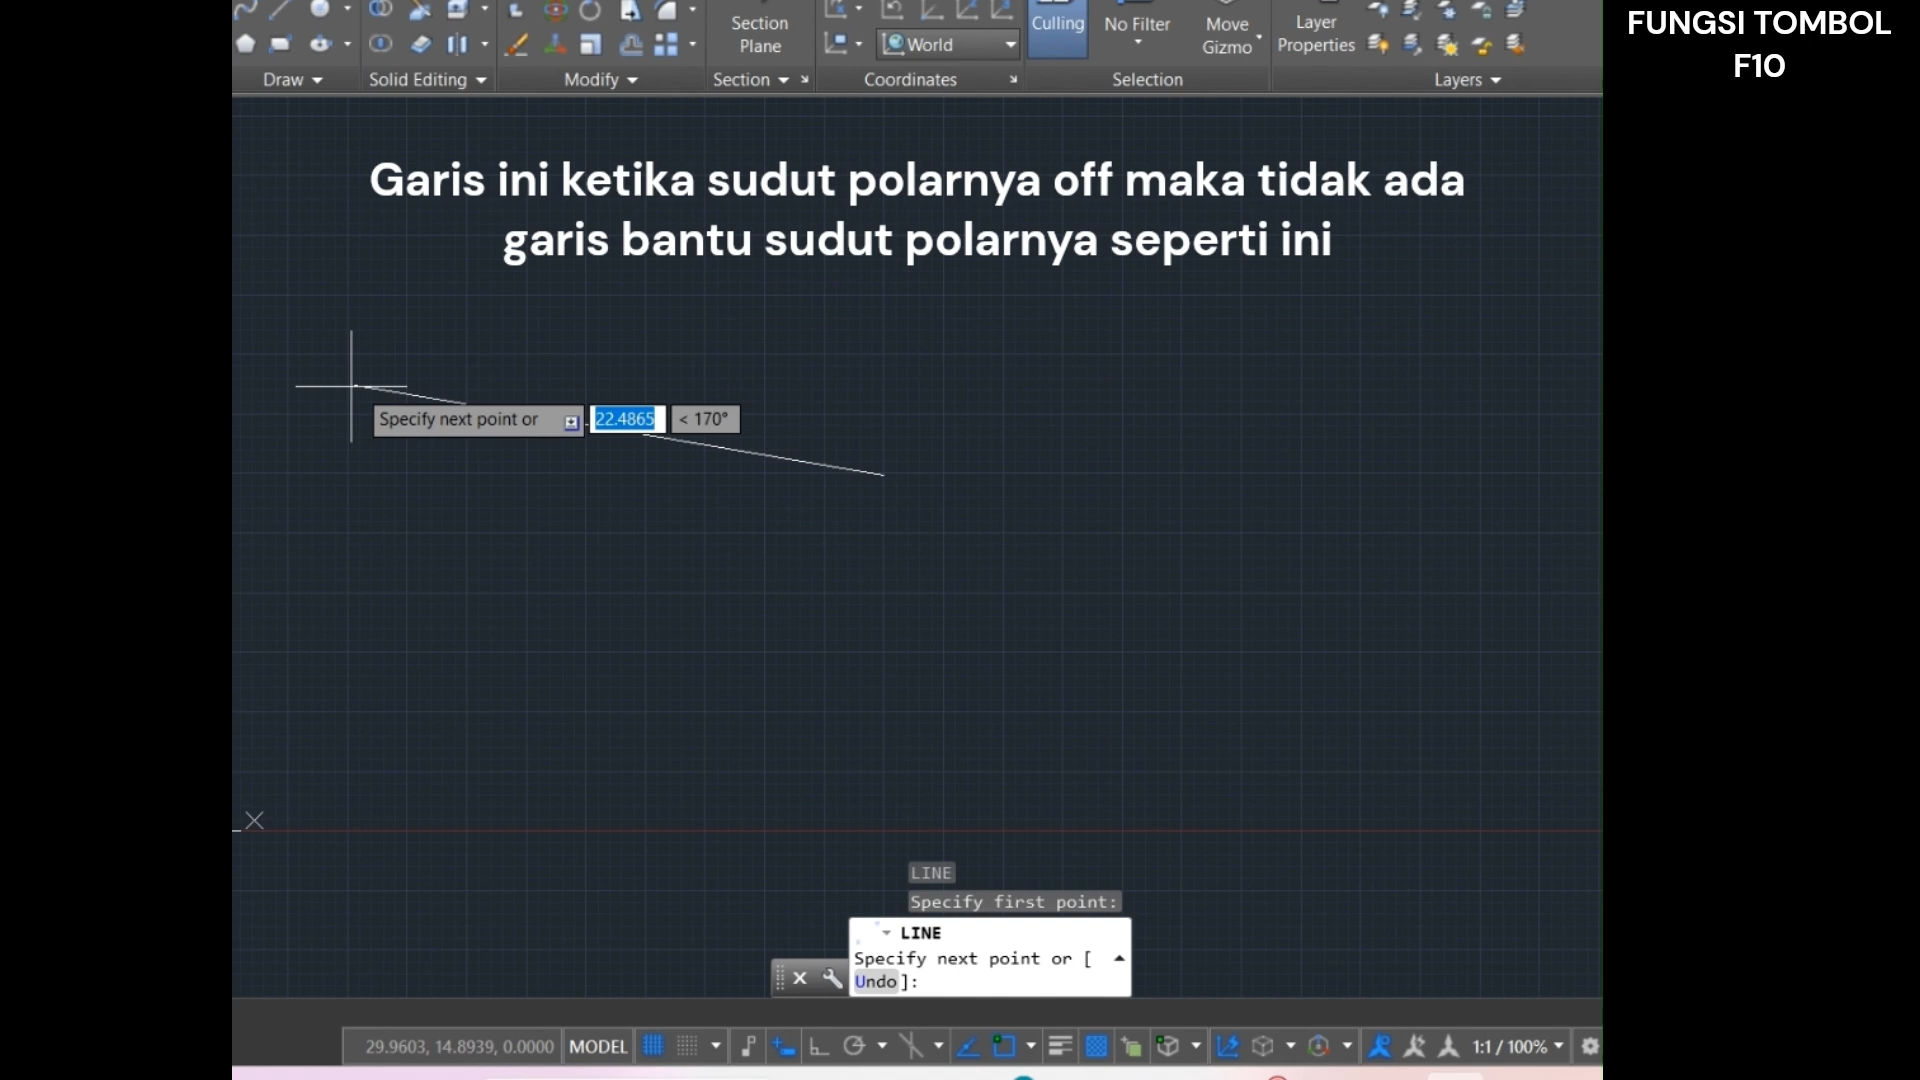 FUNGSI TOMBOL
F10
Section
Plane
World
Culling
No Filter
Move
Gizmo
Layer
Properties
Draw
Solid Editing
Modify
Section
Coordinates
Selection
Layers
Garis ini ketika sudut polarnya off maka tidak ada
garis bantu sudut polarnya seperti ini
Specify next point or
22.4865
< 170°
LINE
Specify first point:
LINE
Specify next point or [
Undo]:
29.9603, 14.8939, 0.0000
MODEL
1:1 / 100%